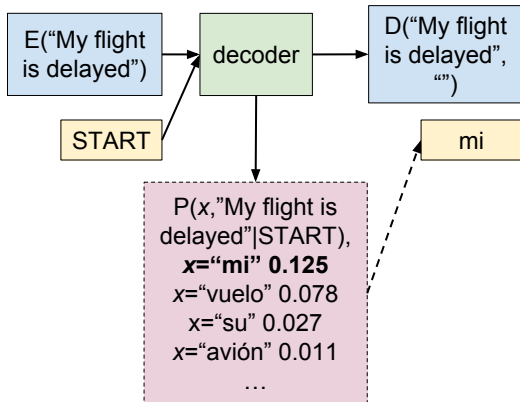 E(“My flight
is delayed”)
decoder
D(“My flight
is delayed”,
“”)
START
mi
P(x,”My flight is
delayed”|START),
x=“mi” 0.125
x=“vuelo” 0.078
x=“su” 0.027
x=“avión” 0.011
…